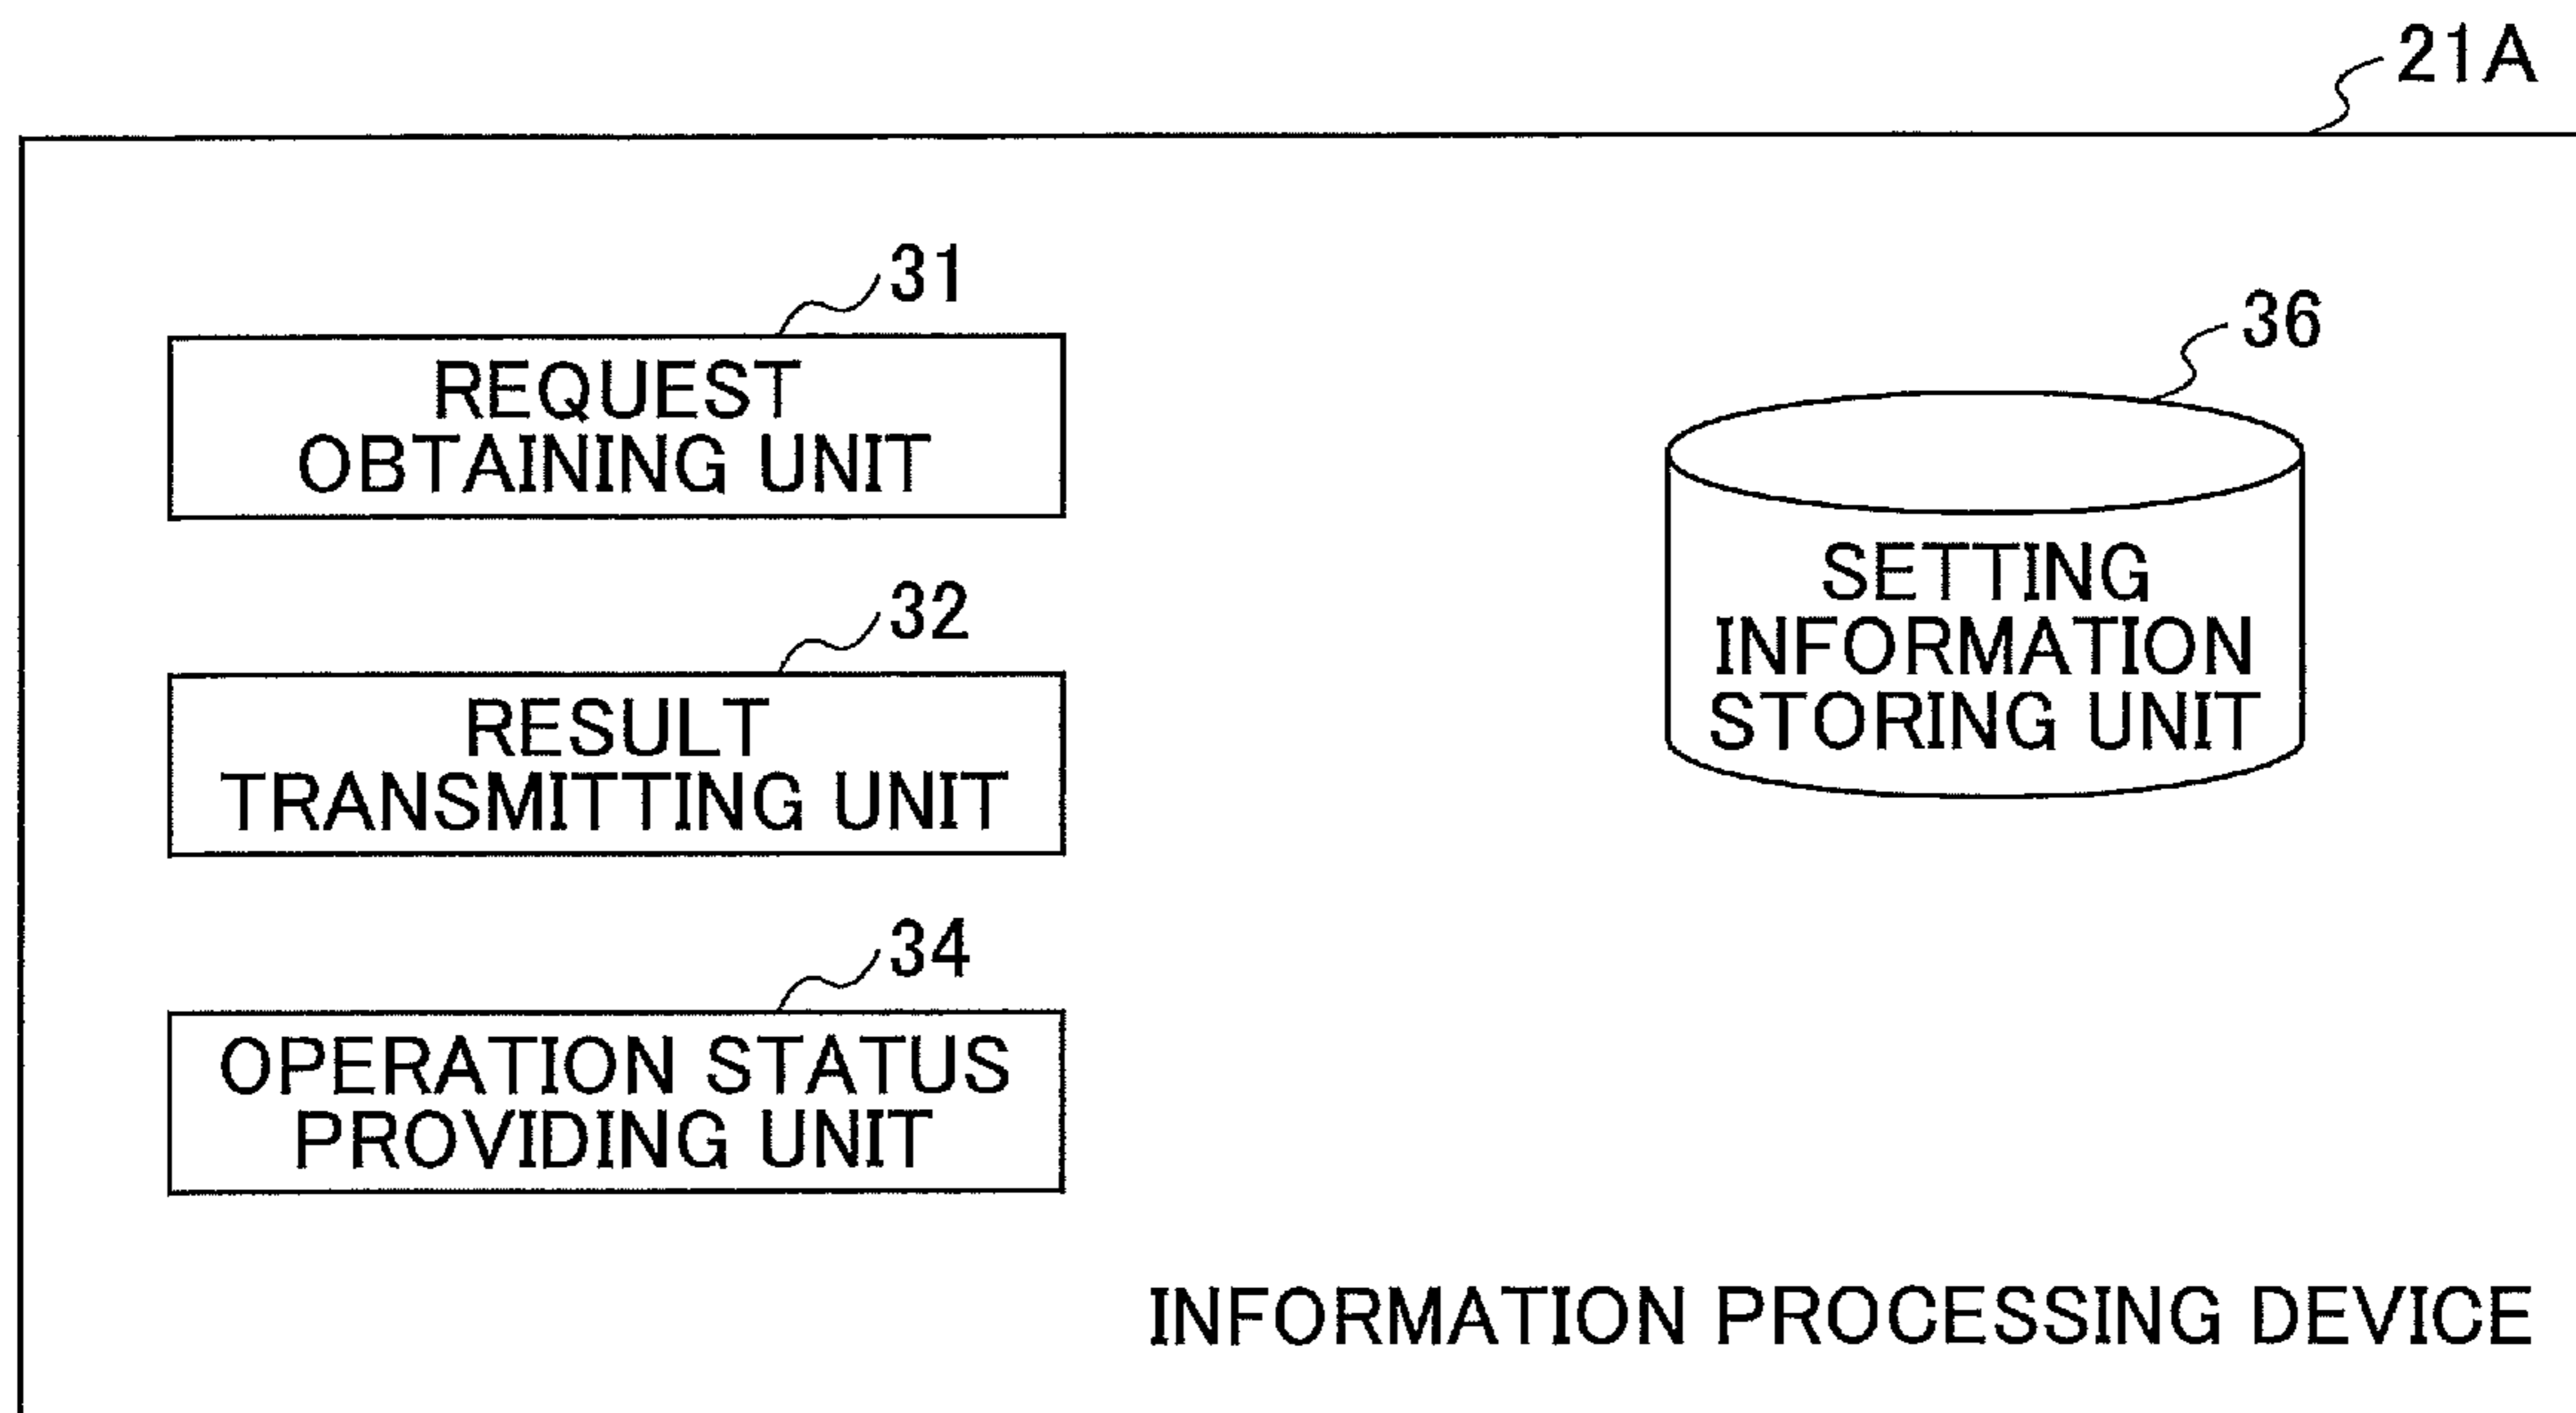 21A
31
REQUEST
OBTAINING UNIT
36
SETTING
INFORMATION
STORING UNIT
32
RESULT
TRANSMITTING UNIT
34
OPERATION STATUS
PROVIDING UNIT
INFORMATION PROCESSING DEVICE